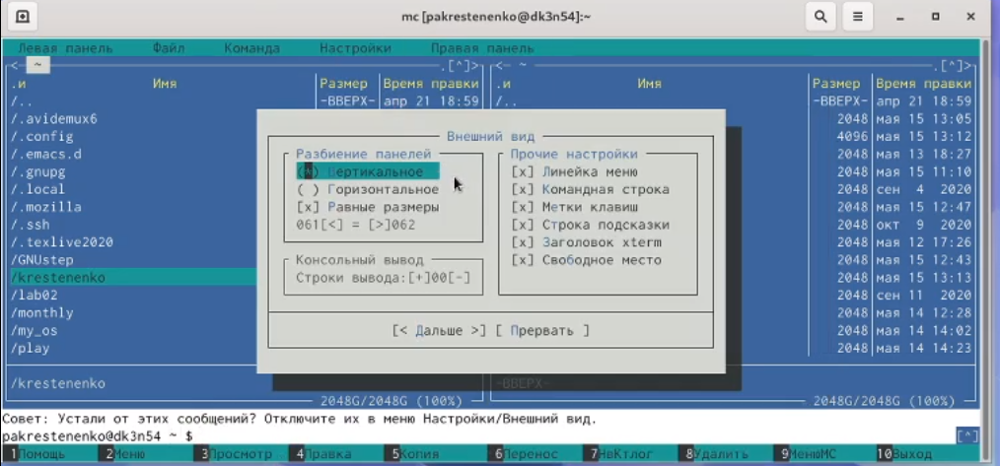 mc [pakrestenenko@dk3n54]:~
Левая панель Файл Команда Настройки Правая панель
<- ~ .[^]> <- ~ .[^]>
.и Имя Размер Время правки .и Имя Размер Время правки
/.. -ВВЕРХ- апр 21 18:59 /.. -ВВЕРХ- апр 21 18:59
/.avidemux6 2048 мая 15 13:05
/.config 4096 мая 15 13:12
Внешний вид
/.emacs.d Разбиение панелей Прочие настройки 2048 мая 13 18:27
/.gnupg (*) Вертикальное [x] Линейка меню 2048 мая 15 11:10
/.local ( ) Горизонтальное [x] Командная строка 2048 сен 4 2020
/.mozilla [x] Равные размеры [x] Метки клавиш 2048 мая 15 12:47
/.ssh 061[<] = [>]062 [x] Строка подсказки 2048 окт 9 2020
/.texlive2020 [x] Заголовок xterm 2048 мая 12 17:26
/GNUstep Консольный вывод [x] Свободное место 2048 мая 15 12:43
/krestenenko Строки вывода:[+]00[-] 2048 мая 15 13:13
/lab02 2048 сен 11 2020
/monthly 2048 мая 14 12:28
/my_os [< Дальше >] [ Прервать ] 2048 мая 14 14:02
/play 2048 мая 14 14:23
/krestenenko -ВВЕРХ-
2048G/2048G (100%) 2048G/2048G (100%)
Совет: Устали от этих сообщений? Отключите их в меню Настройки/Внешний вид.
pakrestenenko@dk3n54 ~ $ [^]
1Помощь 2Меню 3Просмотр 4Правка 5Копия 6Перенос 7НвКтлог 8Удалить 9МенюМС 10Выход